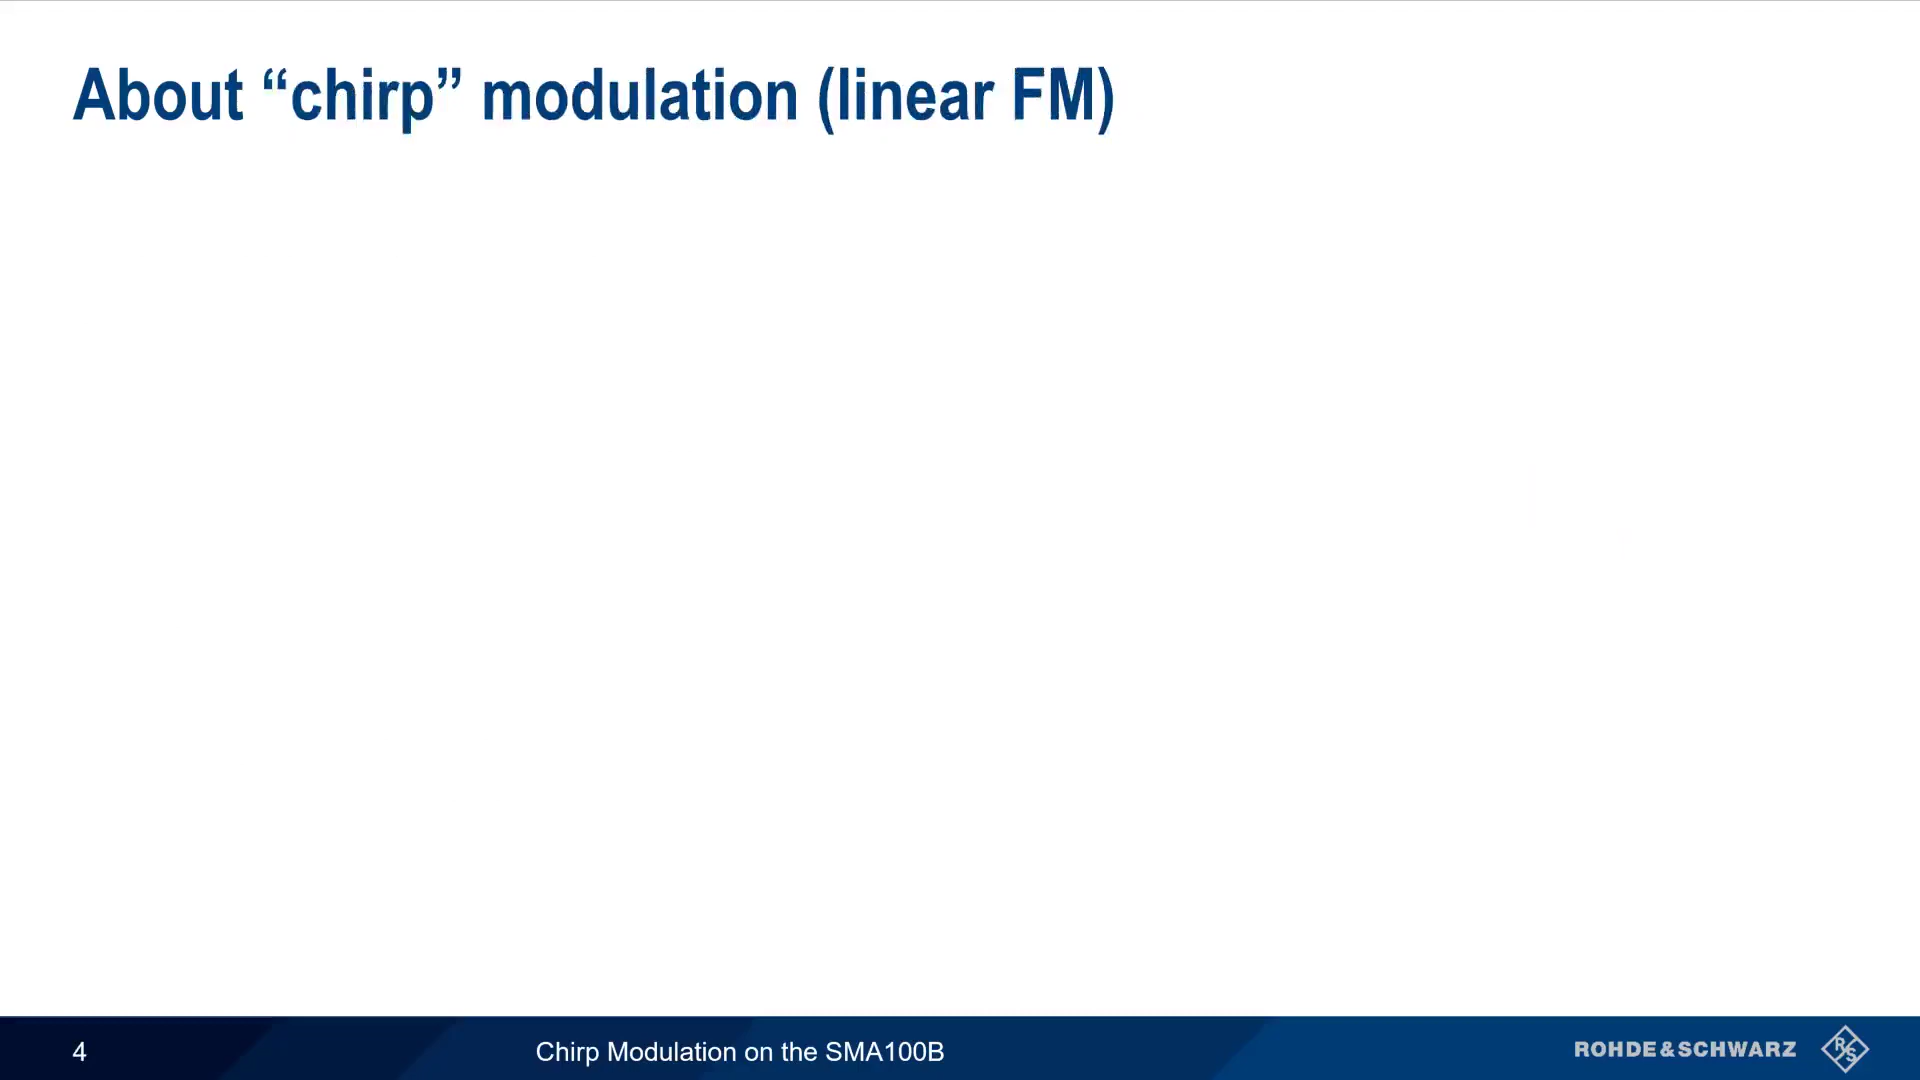 About “chirp” modulation (linear FM)
4
Chirp Modulation on the SMA100B
ROHDE&SCHWARZ
R&S